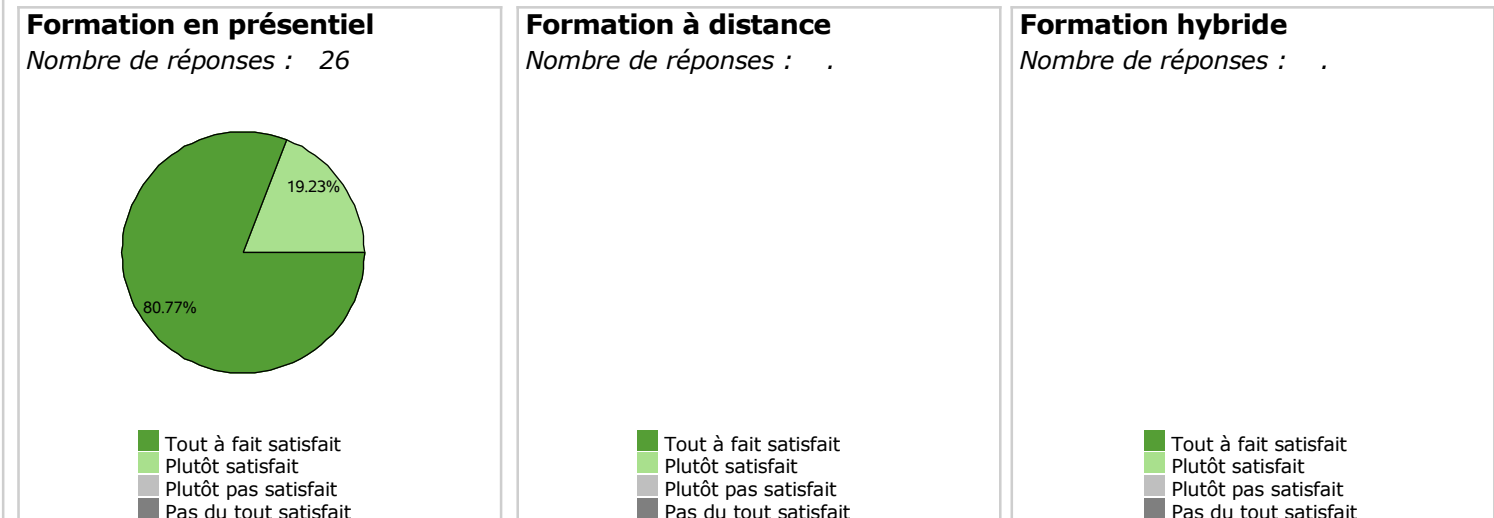 Formation en présentiel
Nombre de réponses : 26
19.23%
80.77%
Tout à fait satisfait
Plutôt satisfait
Plutôt pas satisfait
Pas du tout satisfait
Formation à distance
Nombre de réponses : .
Tout à fait satisfait
Plutôt satisfait
Plutôt pas satisfait
Pas du tout satisfait
Formation hybride
Nombre de réponses : .
Tout à fait satisfait
Plutôt satisfait
Plutôt pas satisfait
Pas du tout satisfait